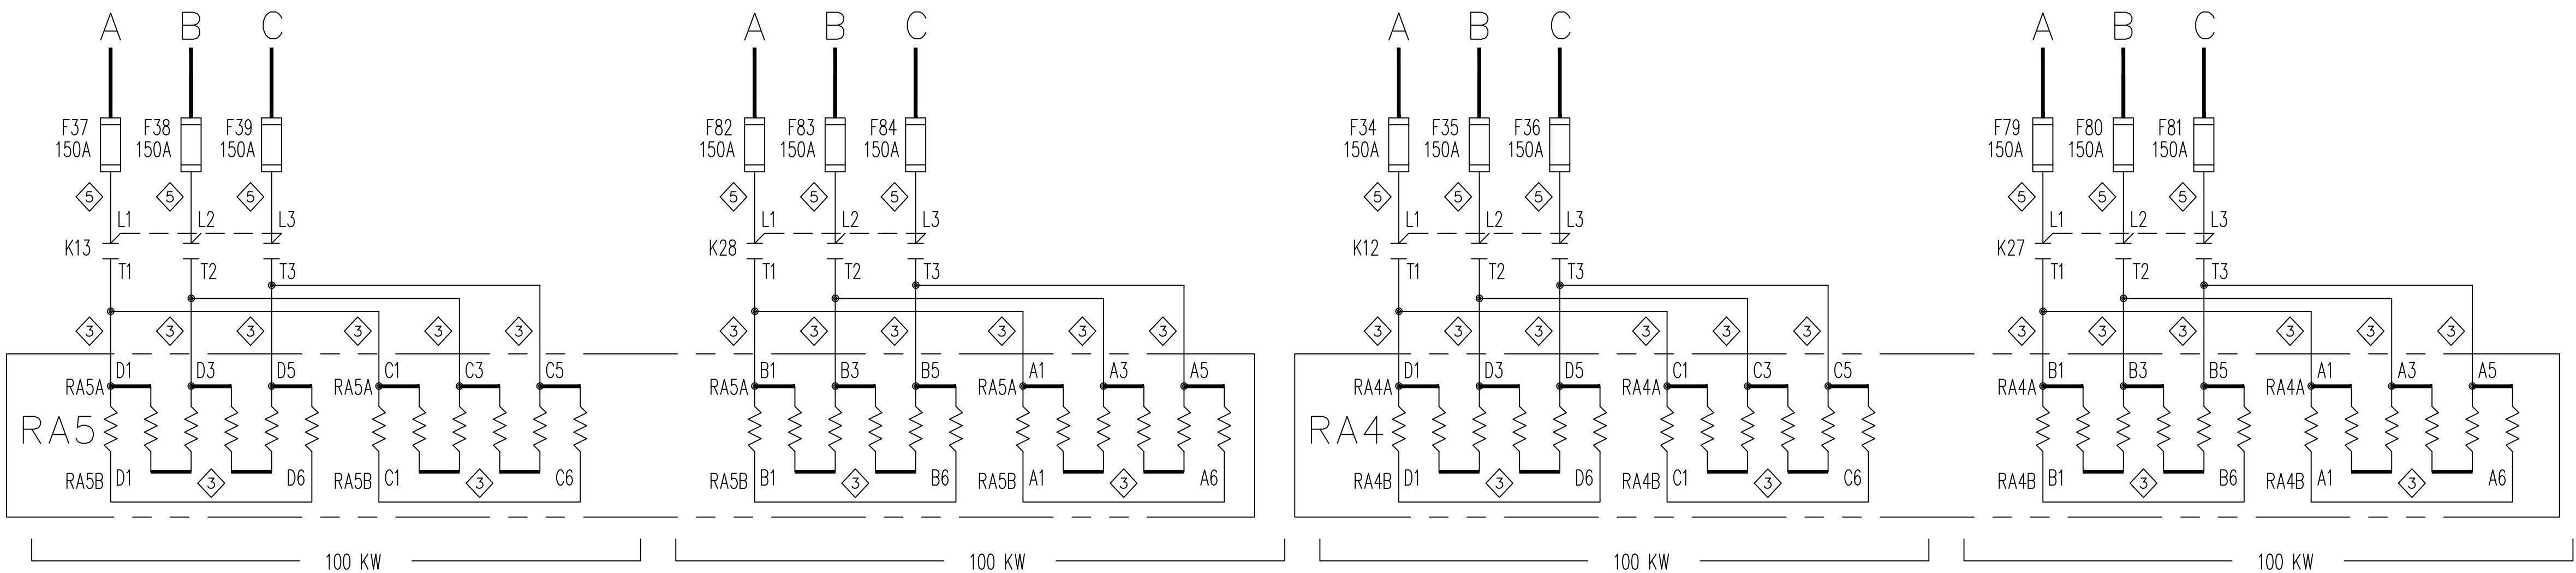 A B C A B C A B C A B C
F37 F38 F39 F82 F83 F84 F34 F35 F36 F79 F80 F81
150A 150A 150A 150A 150A 150A 150A 150A 150A 150A 150A 150A
5 5 5 5 5 5 5 5 5 5 5 5
L1 L2 L3 L1 L2 L3 L1 L2 L3 L1 L2 L3
K13 K28 K12 K27
T1 T2 T3 T1 T2 T3 T1 T2 T3 T1 T2 T3
3 3 3 3 3 3 3 3 3 3 3 3 3 3 3 3 3 3 3 3 3 3 3 3
D1 D3 D5 C1 C3 C5 B1 B3 B5 A1 A3 A5 D1 D3 D5 C1 C3 C5 B1 B3 B5 A1 A3 A5
RA5A RA5A RA5A RA5A RA4A RA4A RA4A RA4A
RA5 RA4
RA5B D1 3 D6 RA5B C1 3 C6 RA5B B1 3 B6 RA5B A1 3 A6 RA4B D1 3 D6 RA4B C1 3 C6 RA4B B1 3 B6 RA4B A1 3 A6
100 KW 100 KW 100 KW 100 KW